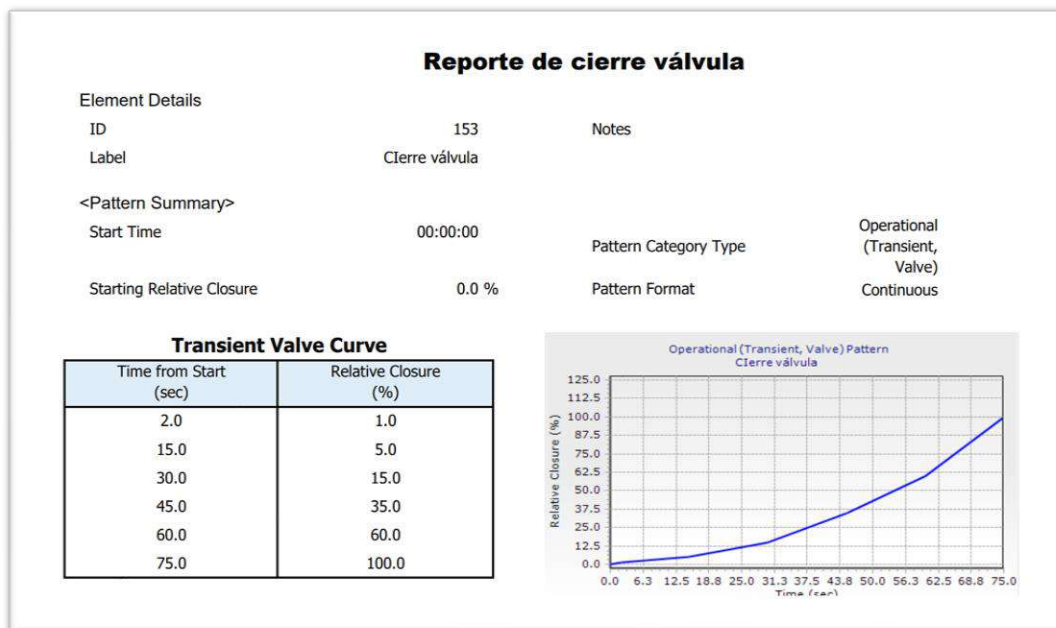 Reporte de cierre válvula
Element Details
ID 153 Notes
Label CIerre válvula
<Pattern Summary>
Start Time 00:00:00
Pattern Category Type Operational
(Transient,
Valve)
Starting Relative Closure 0.0 % Pattern Format Continuous
Transient Valve Curve
Time from Start
(sec) Relative Closure
(%)
2.0 1.0
15.0 5.0
30.0 15.0
45.0 35.0
60.0 60.0
75.0 100.0
Operational (Transient, Valve) Pattern
CIerre válvula
Relative Closure (%)
125.0
112.5
100.0
87.5
75.0
62.5
50.0
37.5
25.0
12.5
0.0
0.0 6.3 12.5 18.8 25.0 31.3 37.5 43.8 50.0 56.3 62.5 68.8 75.0
Time (sec)